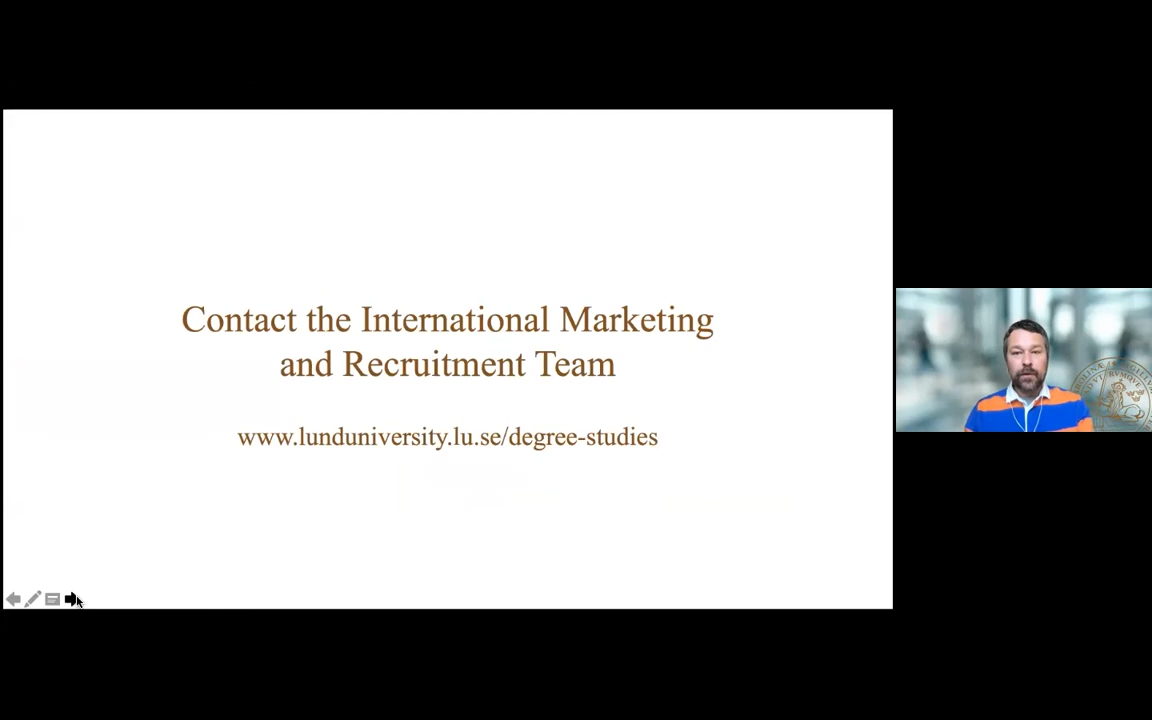 Contact the International Marketing
and Recruitment Team
www.lunduniversity.lu.se/degree-studies